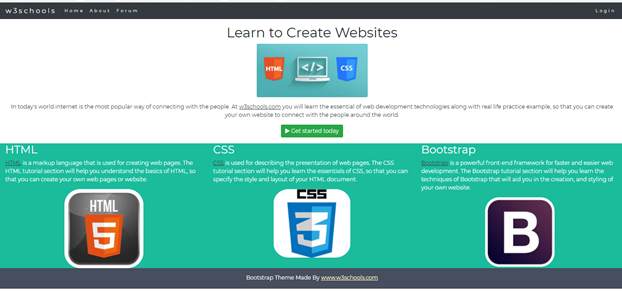 w3schools Home About Forum Login
Learn to Create Websites
HTML </> CSS
In today's world internet is the most popular way of connecting with the people. At w3schools.com you will learn the essential of web development technologies along with real life practice example, so that you can create
your own website to connect with the people around the world.
Get started today
HTML
HTML is a markup language that is used for creating web pages. The
HTML tutorial section will help you understand the basics of HTML, so
that you can create your own web pages or website.
HTML
5
CSS
CSS is used for describing the presentation of web pages. The CSS
tutorial section will help you learn the essentials of CSS, so that you can
specify the style and layout of your HTML document.
CSS
3
Bootstrap
Bootstrap is a powerful front-end framework for faster and easier web
development. The Bootstrap tutorial section will help you learn the
techniques of Bootstrap that will aid you in the creation, and styling of
your own website.
B
Bootstrap Theme Made By www.w3schools.com